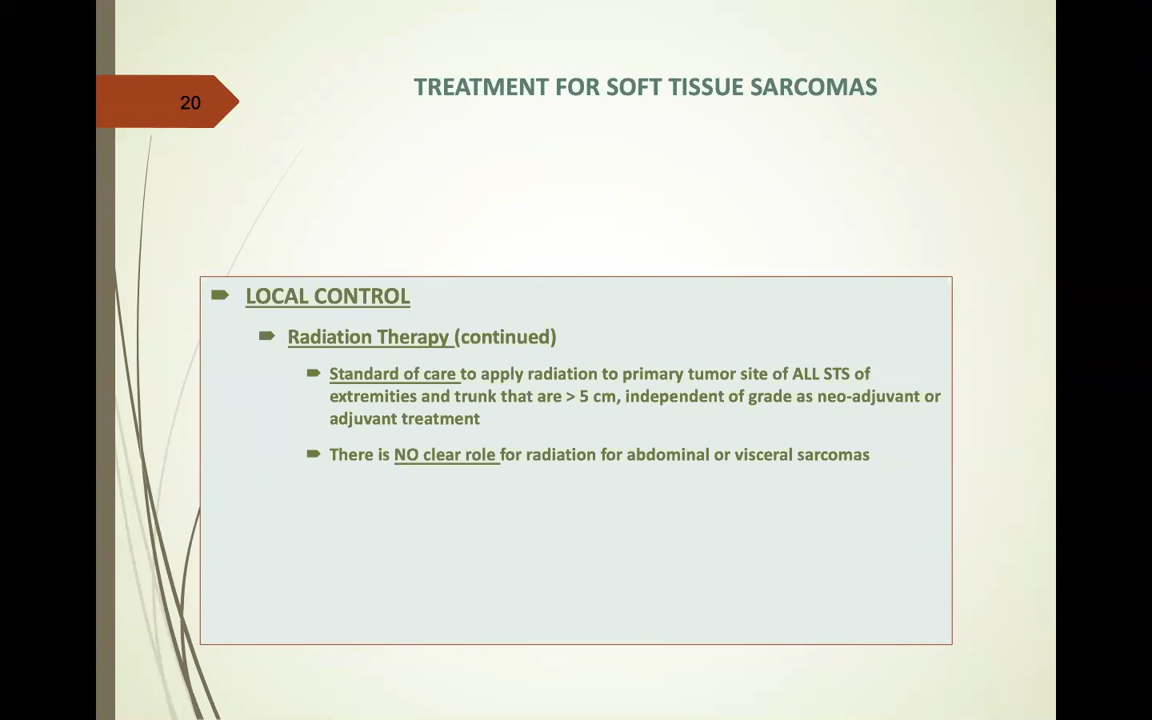 20
TREATMENT FOR SOFT TISSUE SARCOMAS
LOCAL CONTROL
Radiation Therapy (continued)
Standard of care to apply radiation to primary tumor site of ALL STS of
extremities and trunk that are > 5 cm, independent of grade as neo-adjuvant or
adjuvant treatment
There is NO clear role for radiation for abdominal or visceral sarcomas